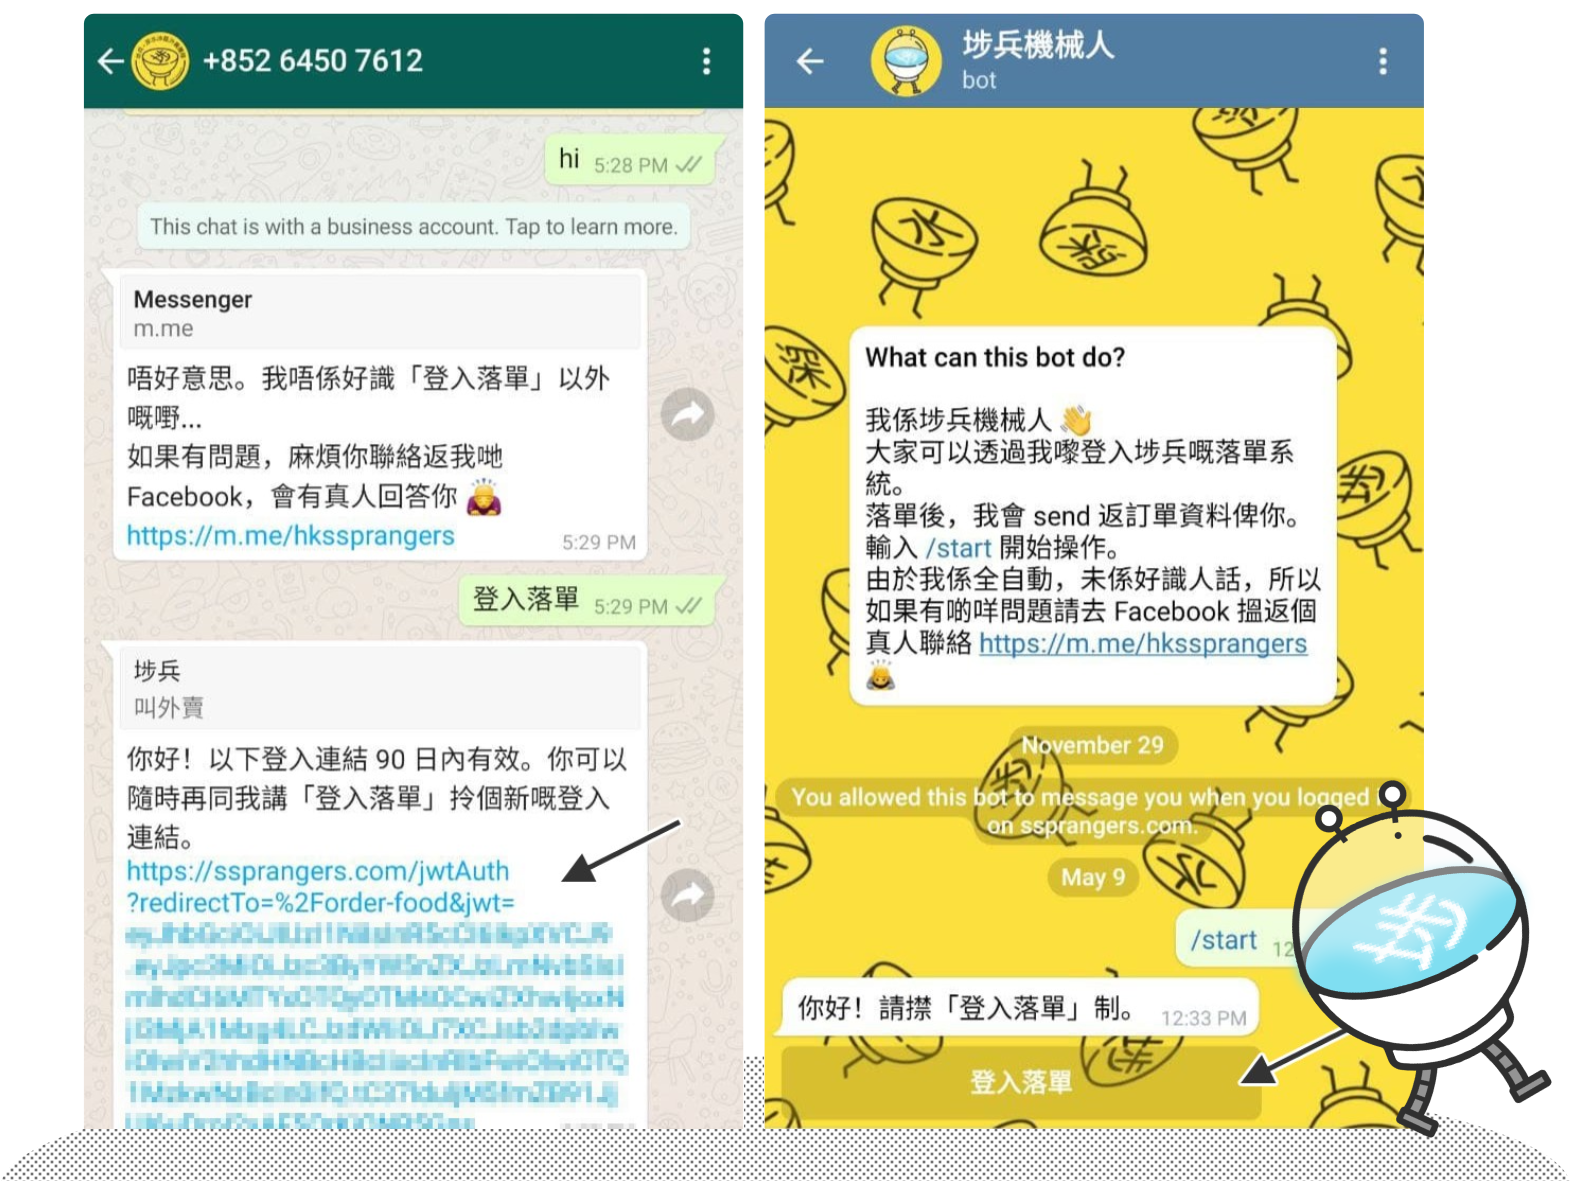 +852 6450 7612
hi 5:28 PM
This chat is with a business account. Tap to learn more.
Messenger
m.me
唔好意思。我唔係好識「登入落單」以外
嘅嘢...
如果有問題，麻煩你聯絡返我哋
Facebook，會有真人回答你
https://m.me/hkssprangers
5:29 PM
登入落單 5:29 PM
埗兵
叫外賣
你好！以下登入連結 90 日內有效。你可以
隨時再同我講「登入落單」拎個新嘅登入
連結。
https://ssprangers.com/jwtAuth
?redirectTo=%2Forder-food&jwt=
埗兵機械人
bot
What can this bot do?
我係埗兵機械人 👋
大家可以透過我嚟登入埗兵嘅落單系
統。
落單後，我會 send 返訂單資料俾你。
輸入 /start 開始操作。
由於我係全自動，未係好識人話，所以
如果有啲咩問題請去 Facebook 搵返個
真人聯絡 https://m.me/hkssprangers
November 29
You allowed this bot to message you when you logged
on ssprangers.com.
May 9
/start 12
你好！請㩒「登入落單」制。 12:33 PM
登入落單
水
深
埗